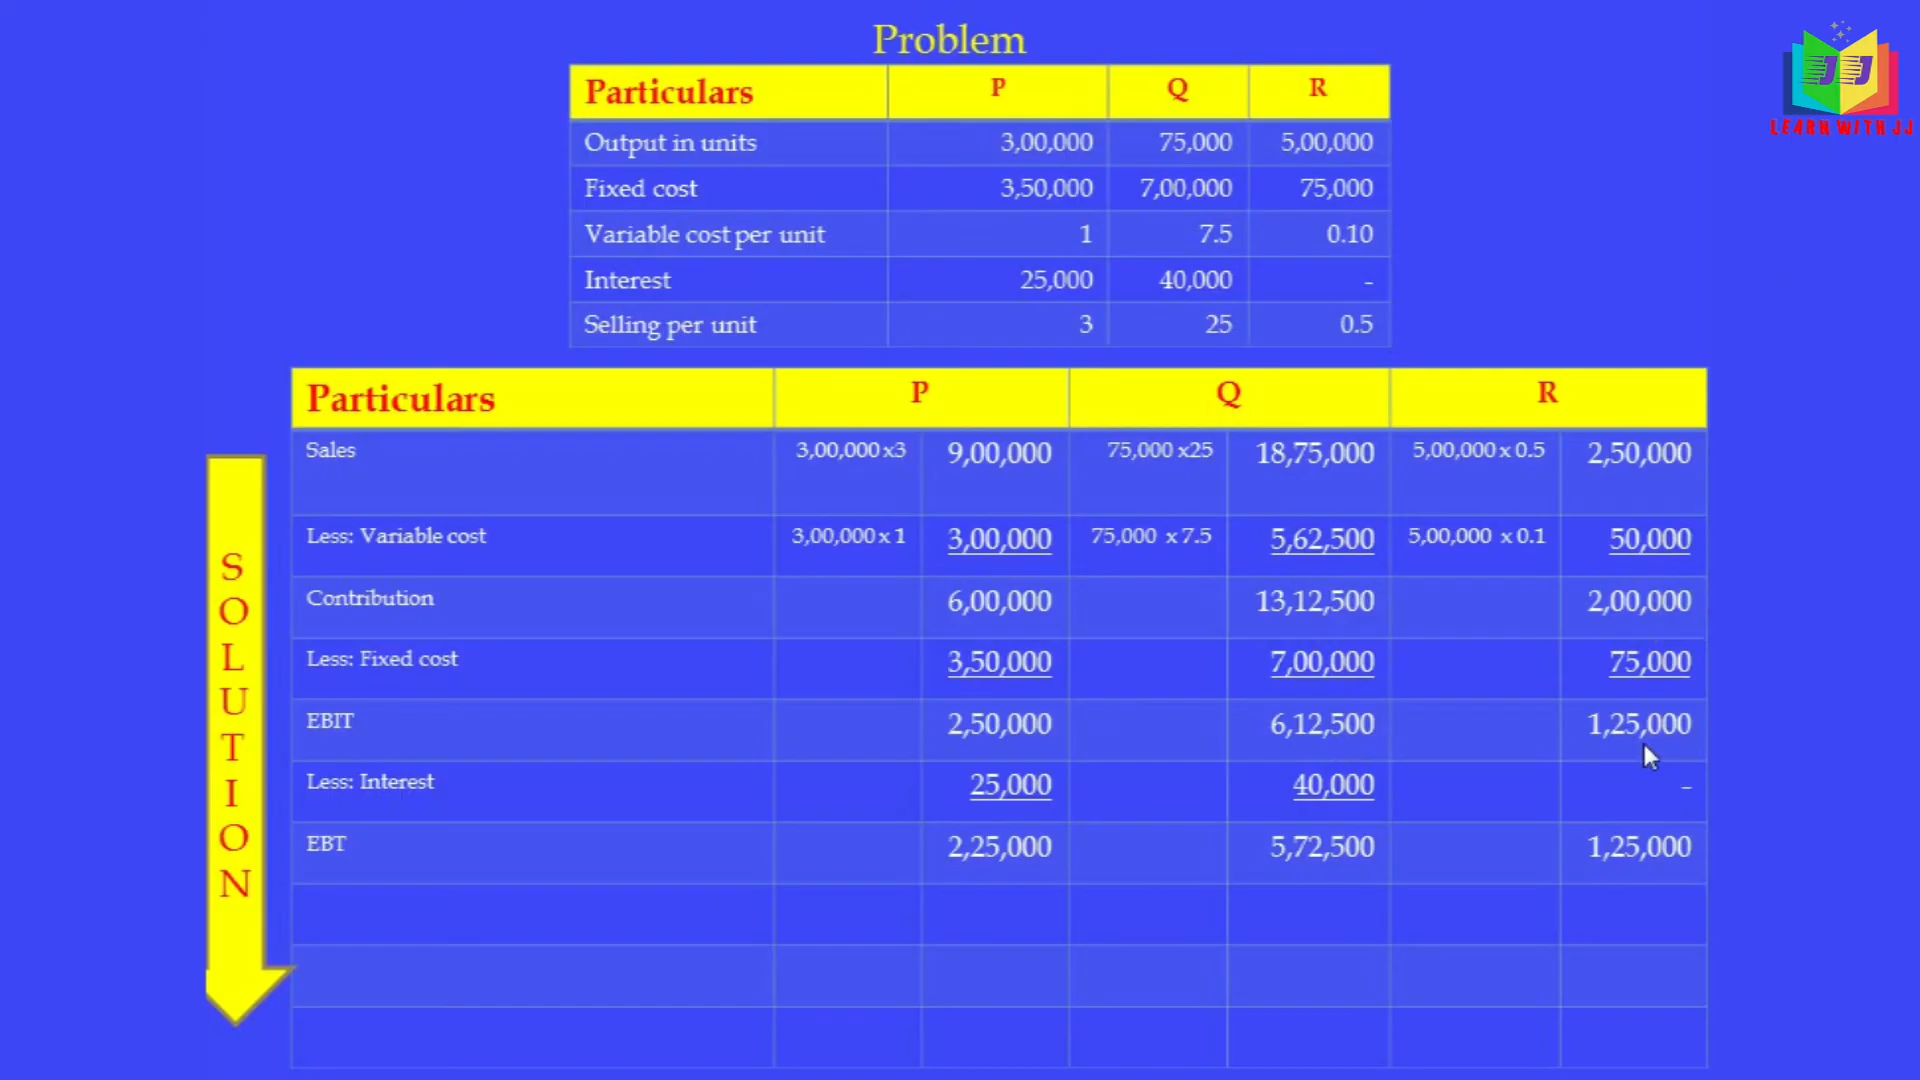 Problem
JJ
LEARN WITH JJ
Particulars P Q R
Output in units 3,00,000 75,000 5,00,000
Fixed cost 3,50,000 7,00,000 75,000
Variable cost per unit 1 7.5 0.10
Interest 25,000 40,000 -
Selling per unit 3 25 0.5
Particulars P Q R
Sales 3,00,000 x3 9,00,000 75,000 x25 18,75,000 5,00,000 x 0.5 2,50,000
Less: Variable cost 3,00,000 x 1 3,00,000 75,000 x 7.5 5,62,500 5,00,000 x 0.1 50,000
Contribution 6,00,000 13,12,500 2,00,000
Less: Fixed cost 3,50,000 7,00,000 75,000
EBIT 2,50,000 6,12,500 1,25,000
Less: Interest 25,000 40,000 -
EBT 2,25,000 5,72,500 1,25,000
SOLUTION